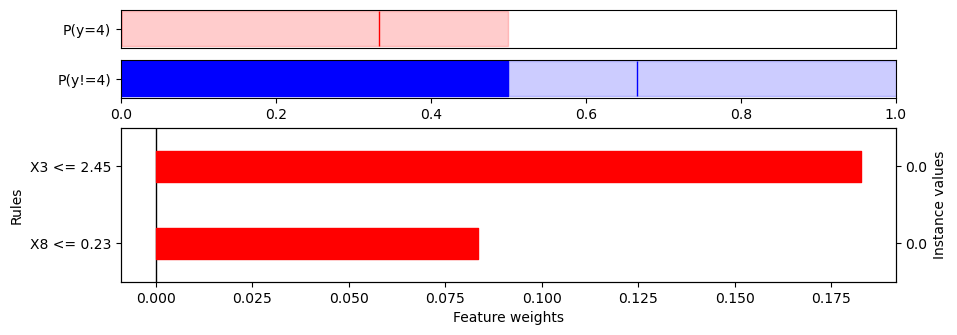 P(y=4)
P(y!=4)
0.0 0.2 0.4 0.6 0.8 1.0
X3 <= 2.45 0.0
X8 <= 0.23 0.0
Rules
Instance values
0.000 0.025 0.050 0.075 0.100 0.125 0.150 0.175
Feature weights